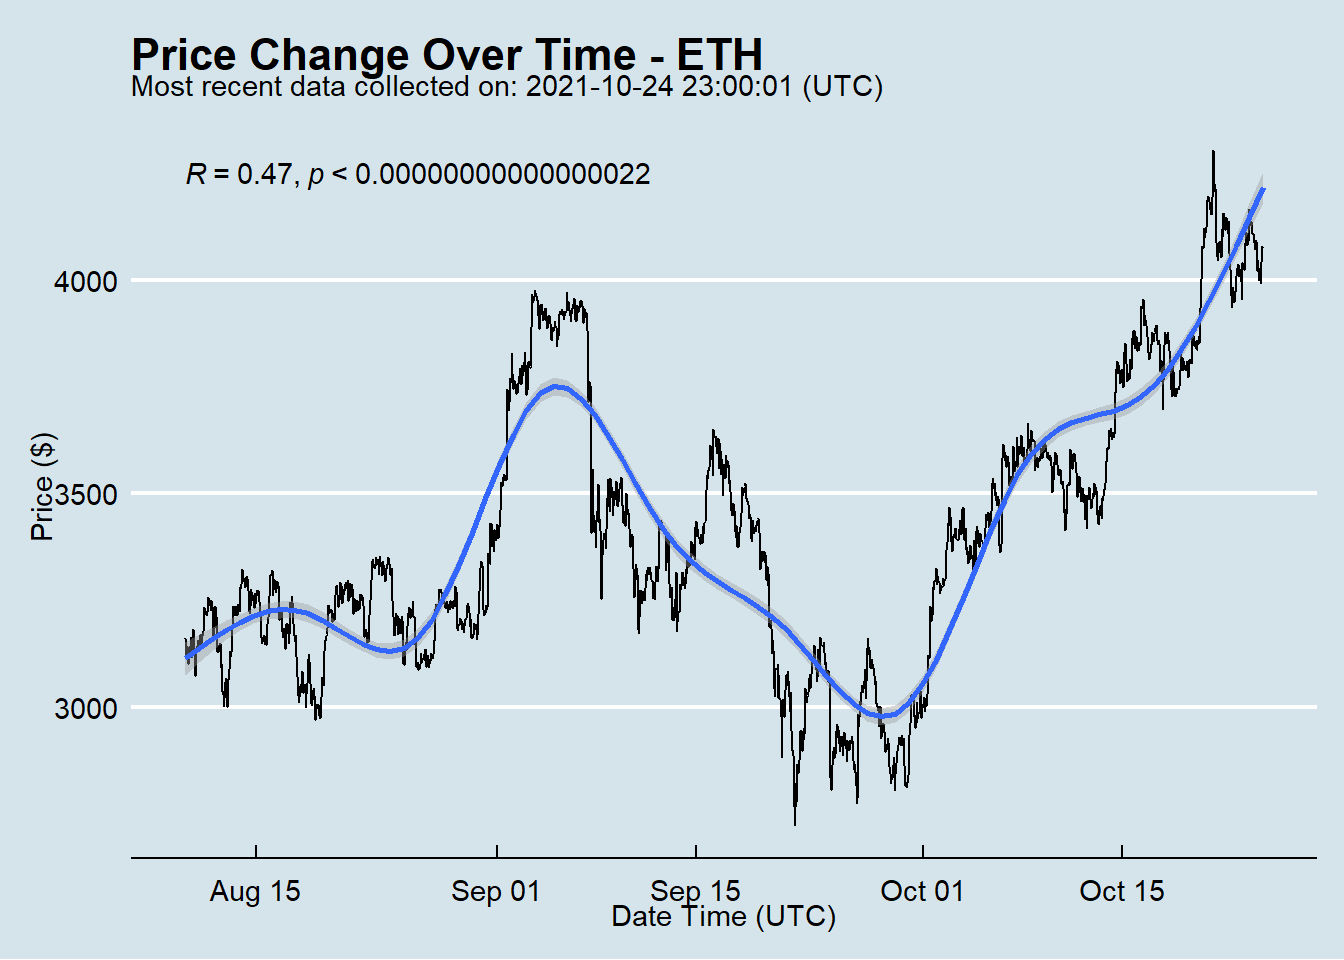 Price Change Over Time - ETH
Most recent data collected on: 2021-10-24 23:00:01 (UTC)
R = 0.47, p < 0.00000000000000022
4000
3500
3000
Price ($)
Aug 15 Sep 01 Sep 15 Oct 01 Oct 15
Date Time (UTC)